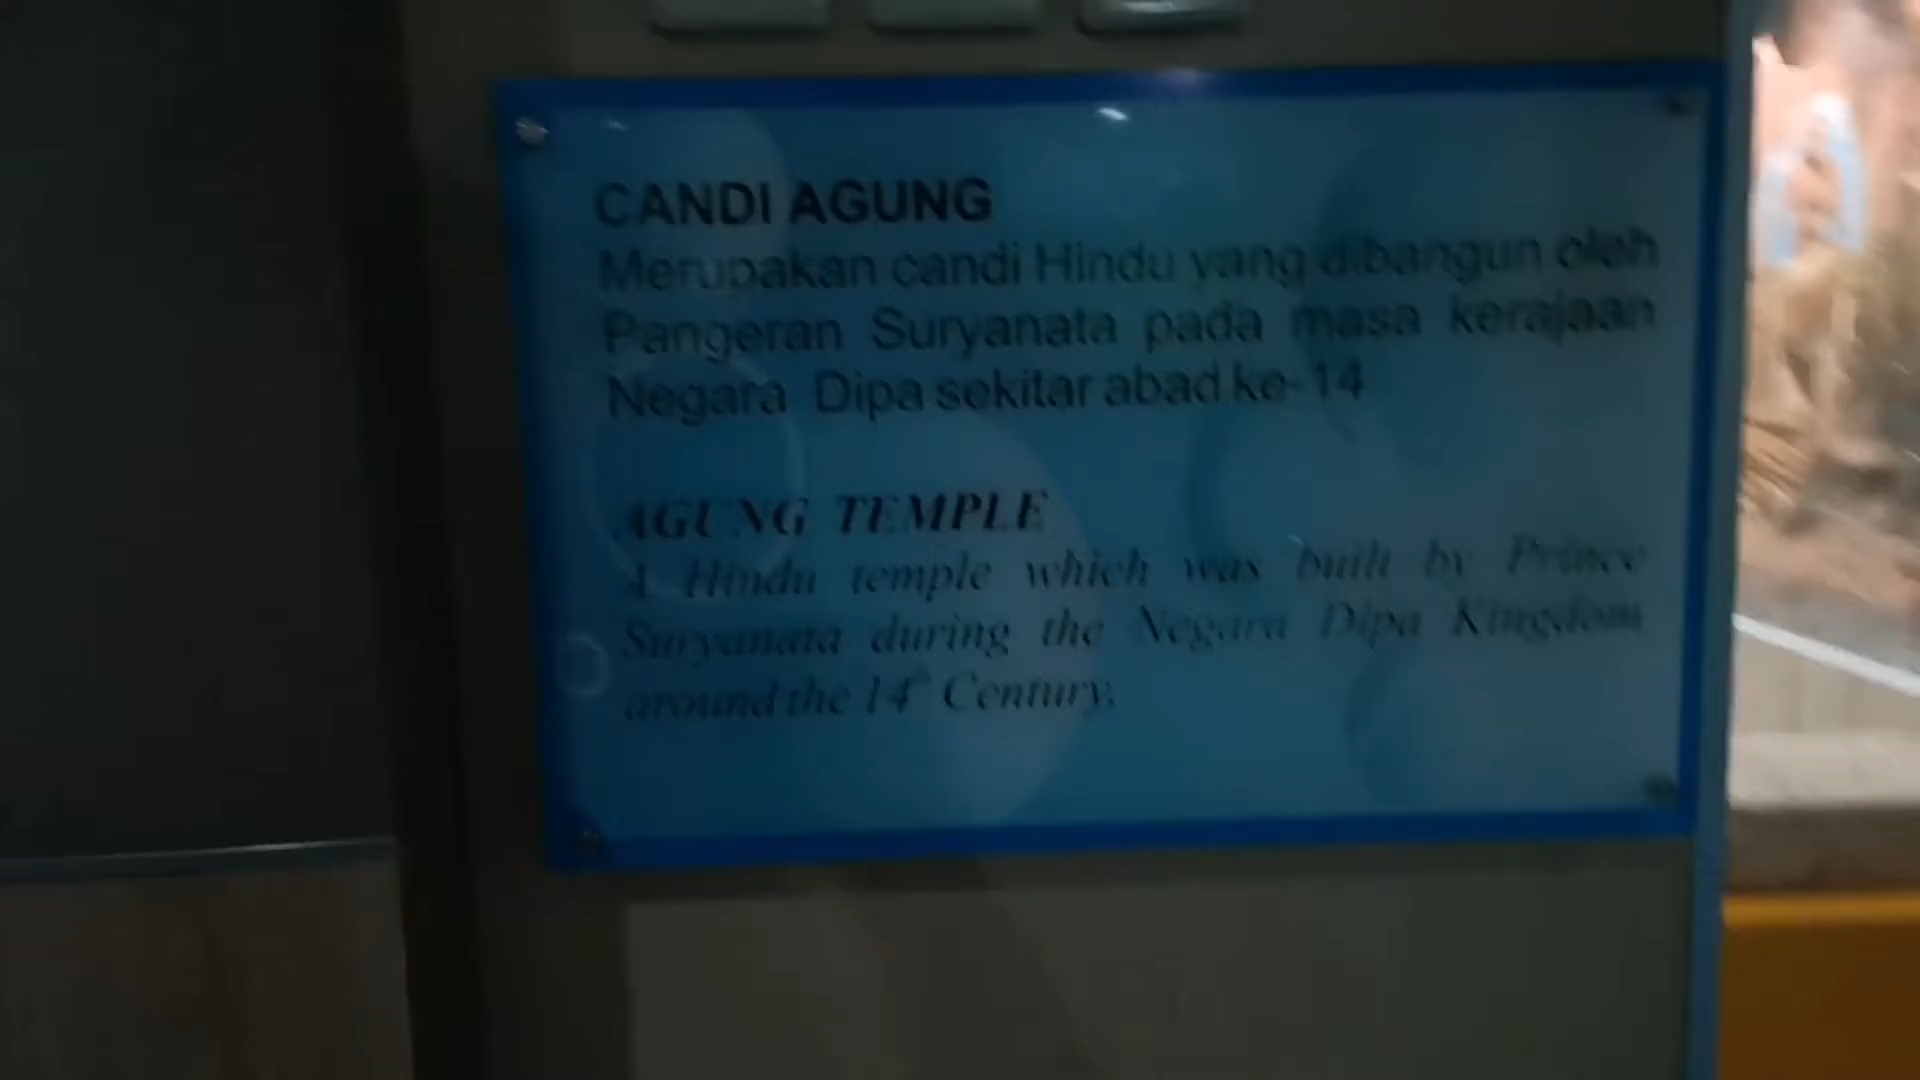 CANDI AGUNG
Merupakan candi Hindu yang dibangun oleh
Pangeran Suryanata pada masa kerajaan
Negara Dipa sekitar abad ke-14
AGUNG TEMPLE
A Hindu temple which was built by Prince
Suryanata during the Negara Dipa Kingdom
around the 14th Century.